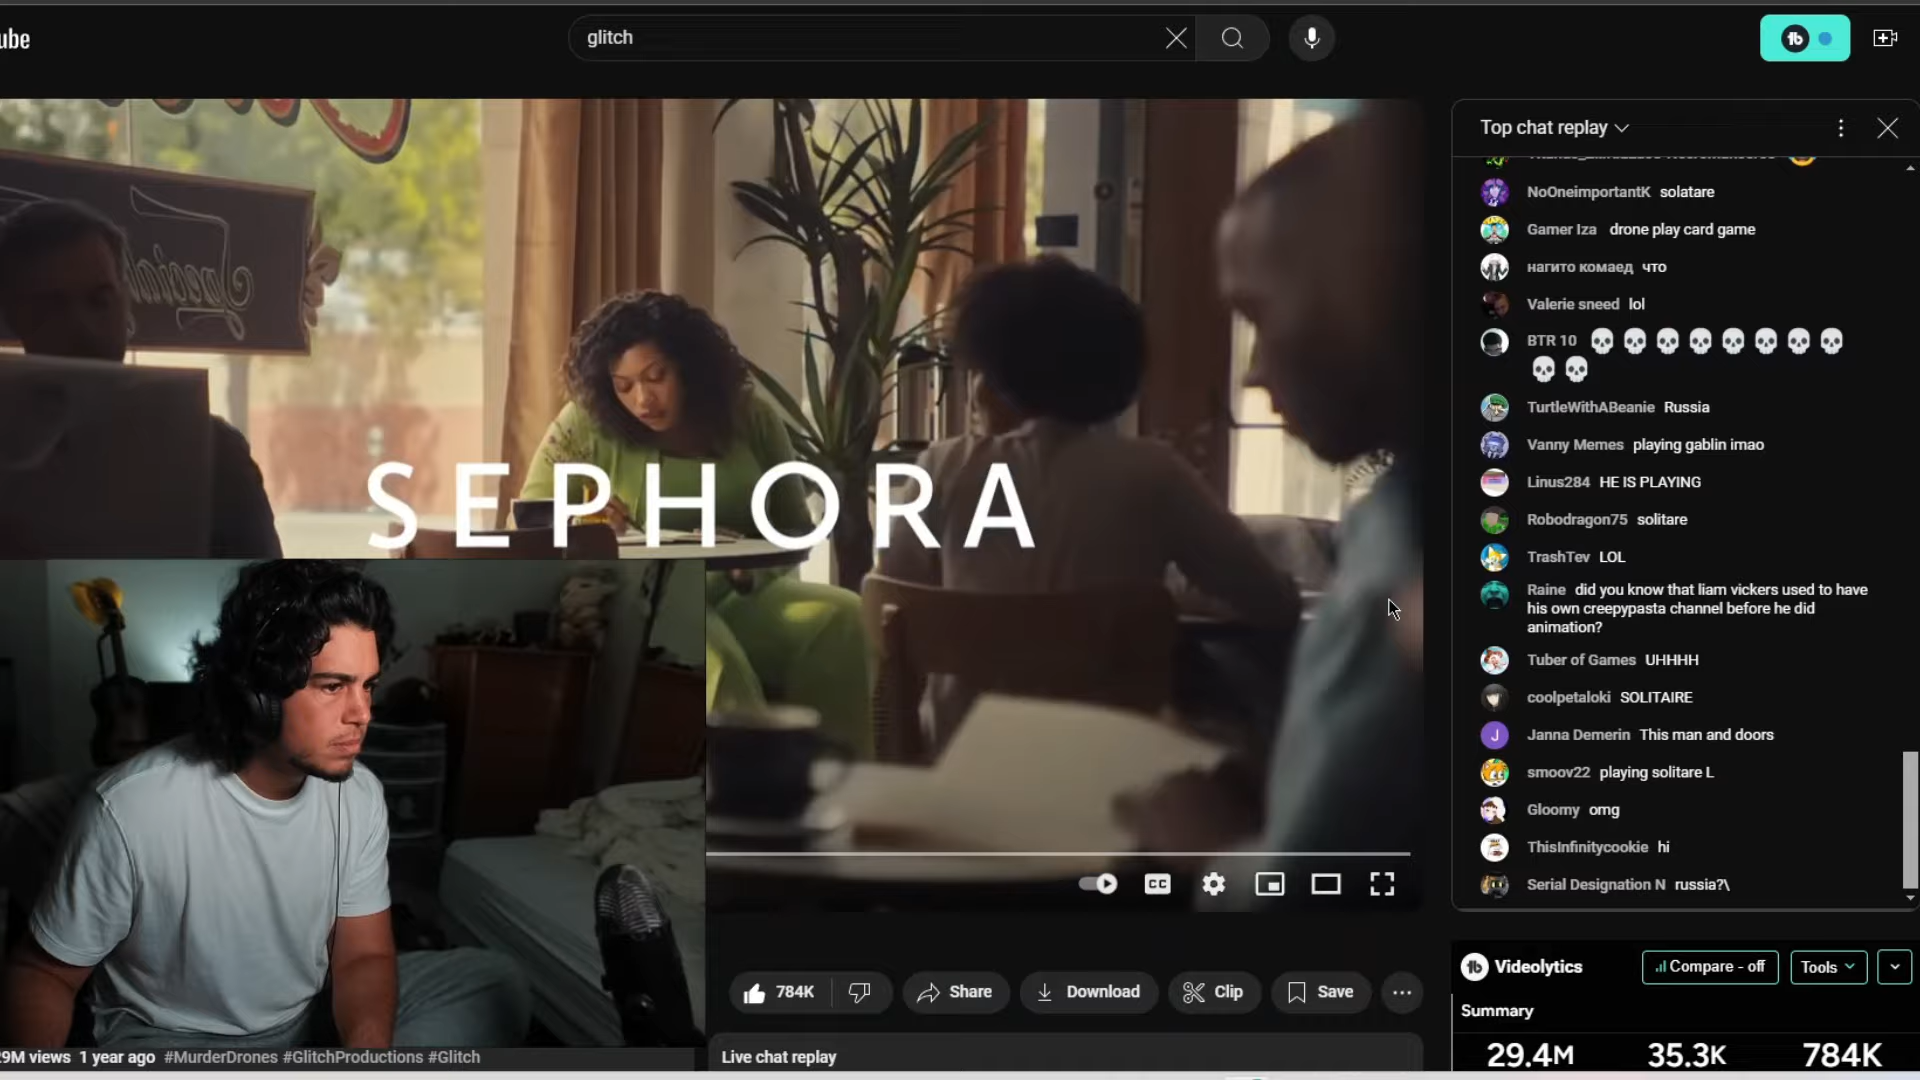 ube
glitch
Top chat replay
NoOneimportantK solatare
Gamer Iza drone play card game
нагито комаед что
Valerie sneed lol
BTR 10 💀💀💀💀💀💀💀💀
💀💀
TurtleWithABeanie Russia
Vanny Memes playing gablin imao
Linus284 HE IS PLAYING
Robodragon75 solitare
TrashTev LOL
Raine did you know that liam vickers used to have
his own creepypasta channel before he did
animation?
Tuber of Games UHHHH
coolpetaloki SOLITAIRE
J Janna Demerin This man and doors
smoov22 playing solitare L
Gloomy omg
ThisInfinitycookie hi
Serial Designation N russia?\
Special
SEPHORA
CC
784K Share Download Clip Save
29M views 1 year ago #MurderDrones #GlitchProductions #Glitch
Live chat replay
Videolytics Compare - off Tools
Summary
29.4M 35.3K 784K